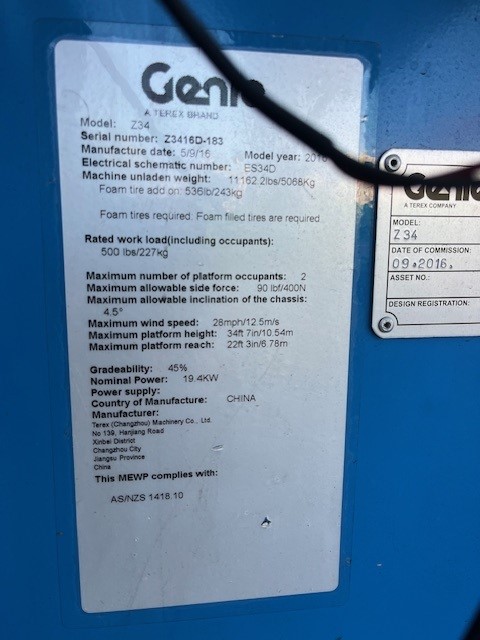 Genie
A TEREX BRAND
Model: Z34
Serial number: Z3416D-183
Manufacture date: 5/9/16 Model year: 2016
Electrical schematic number: ES34D
Machine unladen weight: 11162.2lbs/5068Kg
Foam tire add on: 536lb/243kg
Foam tires required: Foam filled tires are required.
Rated work load(including occupants):
500 lbs/227kg
Maximum number of platform occupants: 2
Maximum allowable side force: 90 lbf/400N
Maximum allowable inclination of the chassis:
4.5°
Maximum wind speed: 28mph/12.5m/s
Maximum platform height: 34ft 7in/10.54m
Maximum platform reach: 22ft 3in/6.78m
Gradeability: 45%
Nominal Power: 19.4KW
Power supply:
Country of Manufacture: CHINA
Manufacturer:
Terex (Changzhou) Machinery Co., Ltd.
No 139, Hanjiang Road
Xinbei District
Changzhou City
Jiangsu Province
China
This MEWP complies with:
AS/NZS 1418.10
Genie
A TEREX COMPANY
MODEL:
Z34
DATE OF COMMISSION:
09.2016.
ASSET NO.:
DESIGN REGISTRATION: